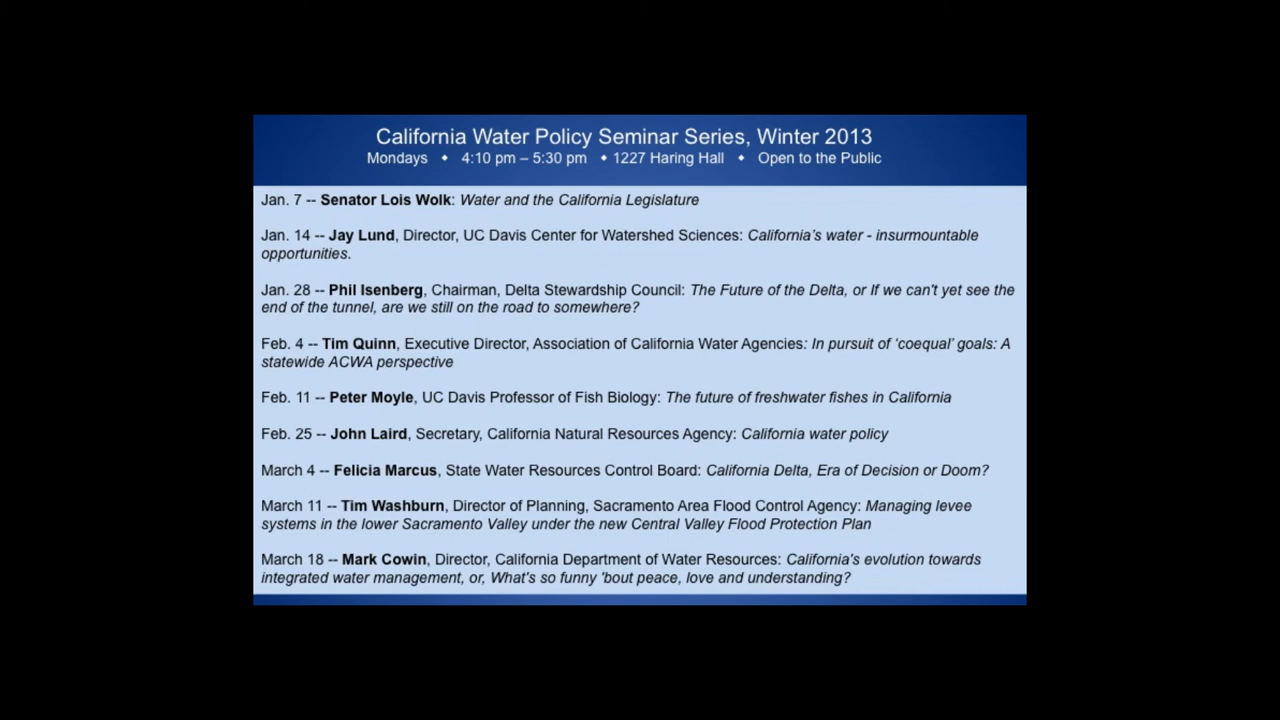 California Water Policy Seminar Series, Winter 2013
Mondays ◆ 4:10 pm – 5:30 pm ◆ 1227 Haring Hall ◆ Open to the Public
Jan. 7 -- Senator Lois Wolk: Water and the California Legislature
Jan. 14 -- Jay Lund, Director, UC Davis Center for Watershed Sciences: California’s water - insurmountable
opportunities.
Jan. 28 -- Phil Isenberg, Chairman, Delta Stewardship Council: The Future of the Delta, or If we can't yet see the
end of the tunnel, are we still on the road to somewhere?
Feb. 4 -- Tim Quinn, Executive Director, Association of California Water Agencies: In pursuit of ‘coequal’ goals: A
statewide ACWA perspective
Feb. 11 -- Peter Moyle, UC Davis Professor of Fish Biology: The future of freshwater fishes in California
Feb. 25 -- John Laird, Secretary, California Natural Resources Agency: California water policy
March 4 -- Felicia Marcus, State Water Resources Control Board: California Delta, Era of Decision or Doom?
March 11 -- Tim Washburn, Director of Planning, Sacramento Area Flood Control Agency: Managing levee
systems in the lower Sacramento Valley under the new Central Valley Flood Protection Plan
March 18 -- Mark Cowin, Director, California Department of Water Resources: California's evolution towards
integrated water management, or, What's so funny 'bout peace, love and understanding?